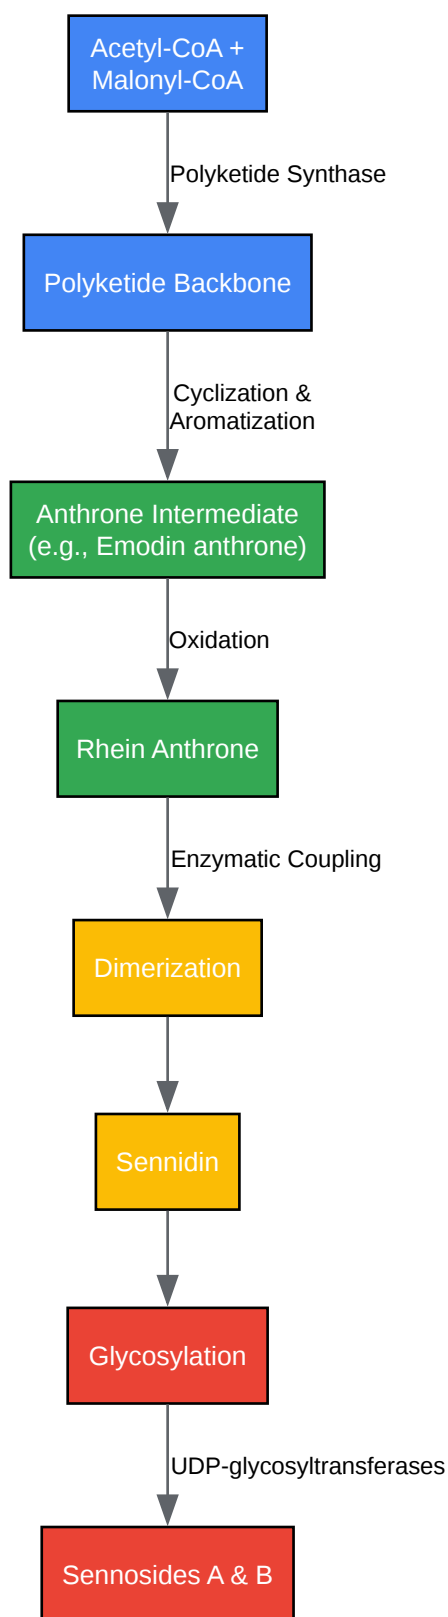 Acetyl-CoA +
Malonyl-CoA
Polyketide Synthase
Polyketide Backbone
Cyclization &
Aromatization
Anthrone Intermediate
(e.g., Emodin anthrone)
Oxidation
Rhein Anthrone
Enzymatic Coupling
Dimerization
Sennidin
Glycosylation
UDP-glycosyltransferases
Sennosides A & B